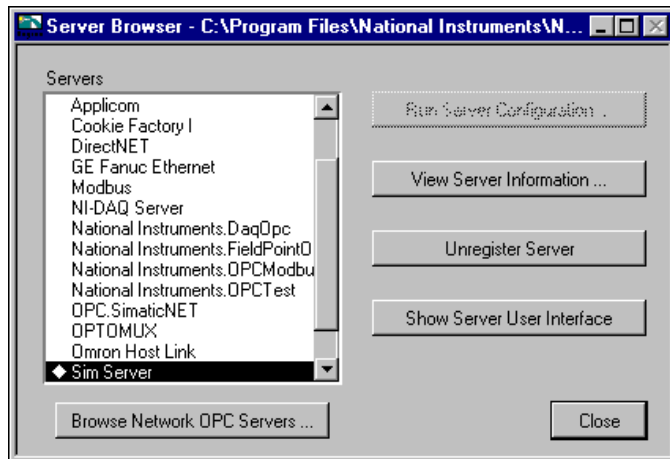 Server Browser - C:\Program Files\National Instruments\N...
Servers
Applicom
Cookie Factory I
DirectNET
GE Fanuc Ethernet
Modbus
NI-DAQ Server
National Instruments.DaqOpc
National Instruments.FieldPointO
National Instruments.OPCModbu
National Instruments.OPCTest
OPC.SimaticNET
OPTOMUX
Omron Host Link
Sim Server
Run Server Configuration ..
View Server Information ...
Unregister Server
Show Server User Interface
Browse Network OPC Servers ...
Close